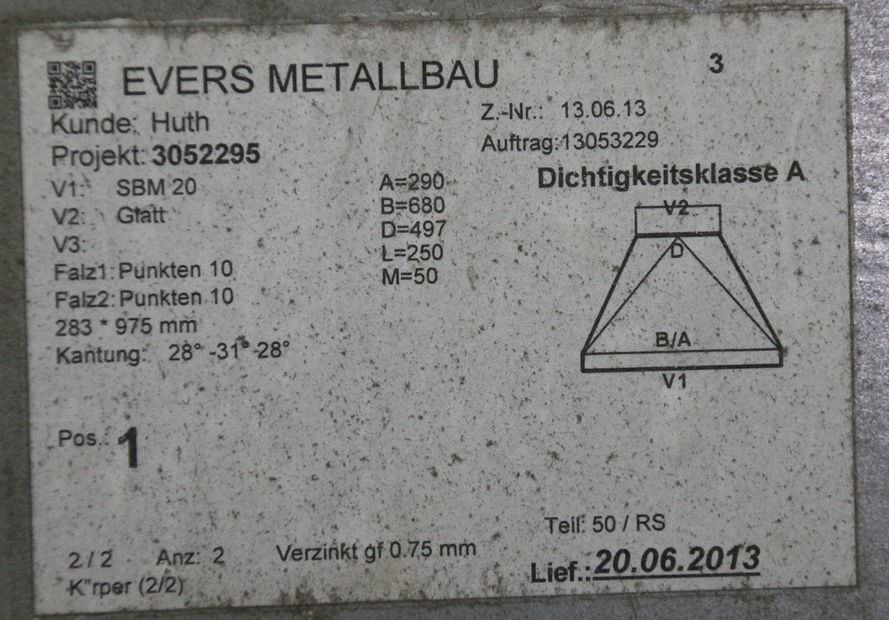 EVERS METALLBAU
3
Kunde: Huth
Z.-Nr.: 13.06.13
Projekt: 3052295
Auftrag:13053229
V1: SBM 20
V2: Glatt
V3:
Falz1: Punkten 10
Falz2: Punkten 10
283 * 975 mm
Kantung: 28° -31° -28°
A=290
B=680
D=497
L=250
M=50
Dichtigkeitsklasse A
V2
D
B/A
V1
Pos.: 1
Teil: 50 / RS
2 / 2 Anz: 2 Verzinkt gf 0.75 mm
Lief.: 20.06.2013
K"rper (2/2)